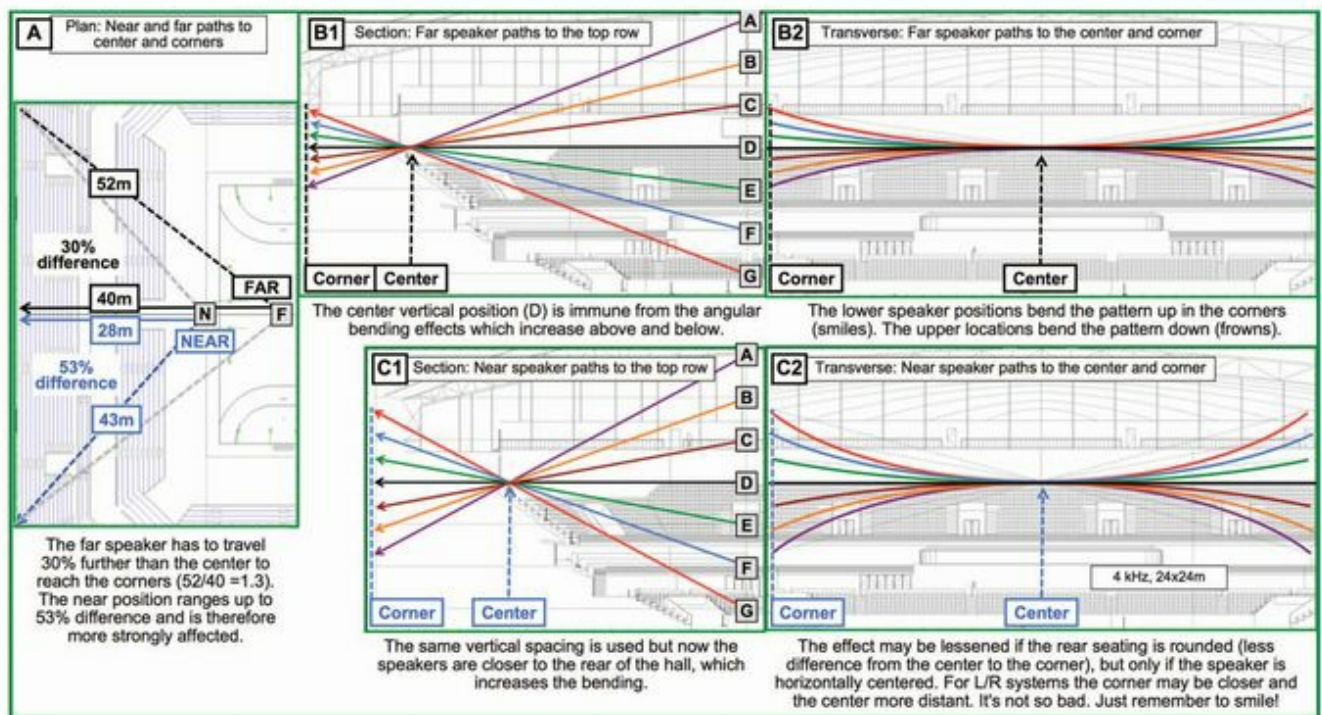 A
Plan: Near and far paths to
center and corners
52m
30%
difference
FAR
40m
N
F
28m
NEAR
53%
difference
43m
The far speaker has to travel
30% further than the center to
reach the corners (52/40 =1.3).
The near position ranges up to
53% difference and is therefore
more strongly affected.
B1
Section: Far speaker paths to the top row
A
B
C
D
E
F
G
Corner
Center
The center vertical position (D) is immune from the angular
bending effects which increase above and below.
B2
Transverse: Far speaker paths to the center and corner
Corner
Center
The lower speaker positions bend the pattern up in the corners
(smiles). The upper locations bend the pattern down (frowns).
C1
Section: Near speaker paths to the top row
A
B
C
D
E
F
G
Corner
Center
The same vertical spacing is used but now the
speakers are closer to the rear of the hall, which
increases the bending.
C2
Transverse: Near speaker paths to the center and corner
4 kHz, 24x24m
Corner
Center
The effect may be lessened if the rear seating is rounded (less
difference from the center to the corner), but only if the speaker is
horizontally centered. For L/R systems the corner may be closer and
the center more distant. It's not so bad. Just remember to smile!